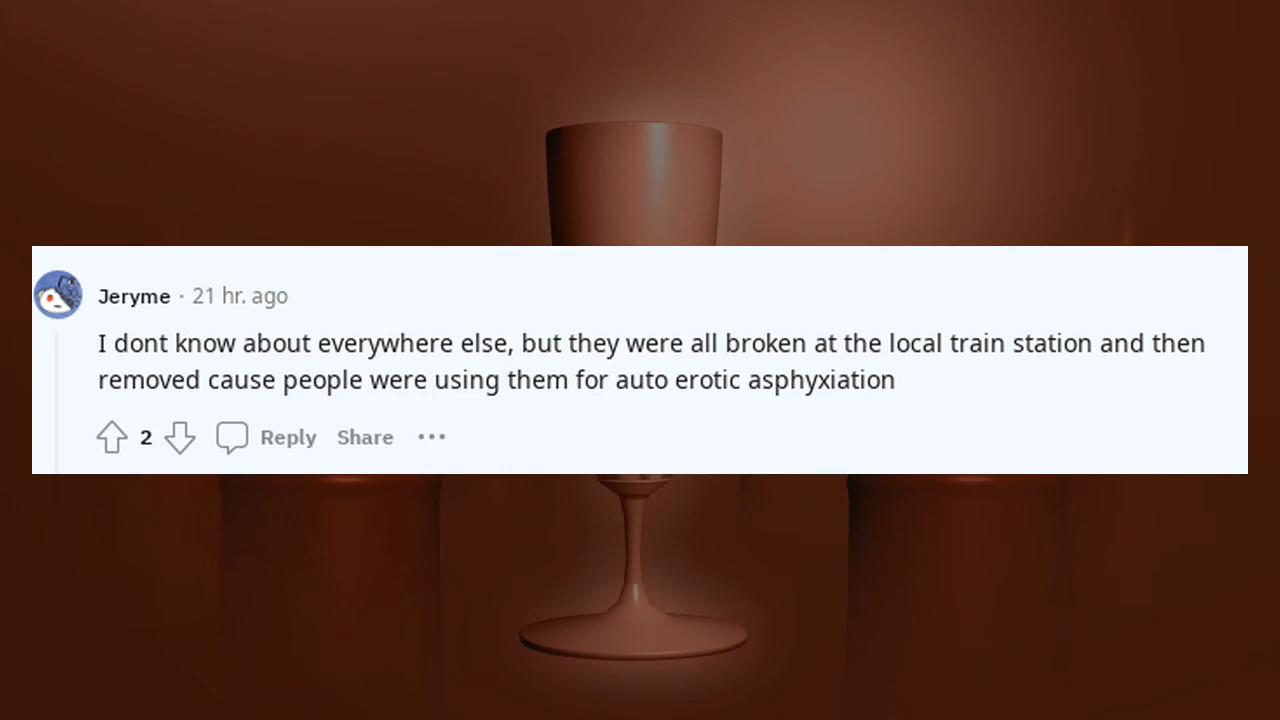 Jeryme · 21 hr. ago
I dont know about everywhere else, but they were all broken at the local train station and then
removed cause people were using them for auto erotic asphyxiation
2 Reply Share •••